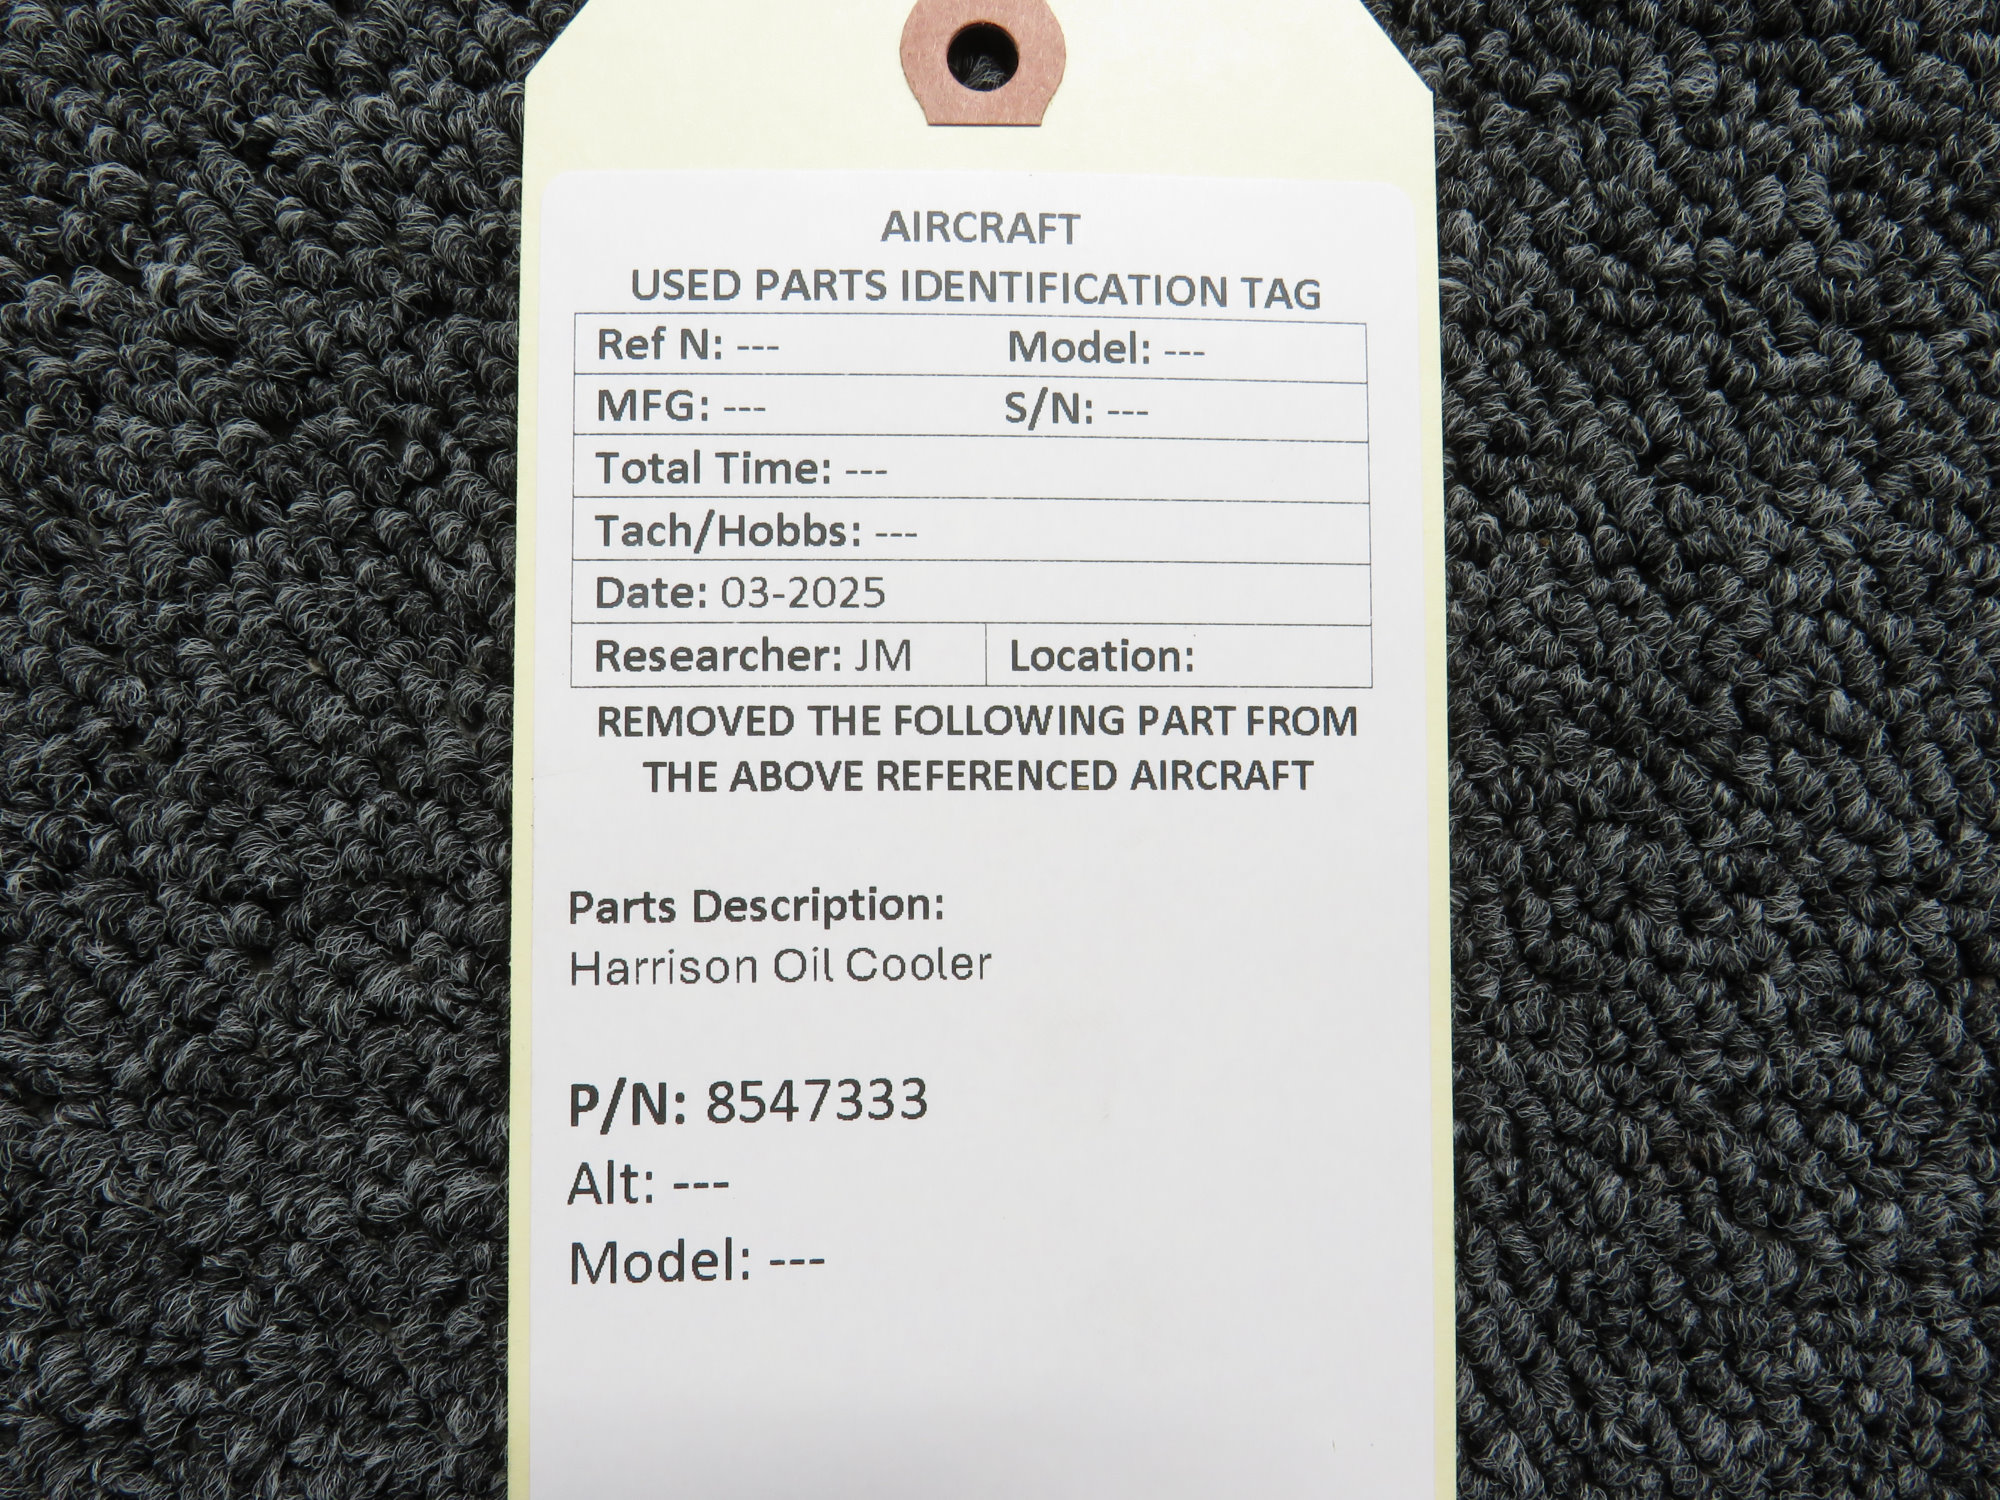 AIRCRAFT
USED PARTS IDENTIFICATION TAG
Ref N: --- Model: ---
MFG: --- S/N: ---
Total Time: ---
Tach/Hobbs: ---
Date: 03-2025
Researcher: JM Location:
REMOVED THE FOLLOWING PART FROM
THE ABOVE REFERENCED AIRCRAFT
Parts Description:
Harrison Oil Cooler
P/N: 8547333
Alt: ---
Model: ---